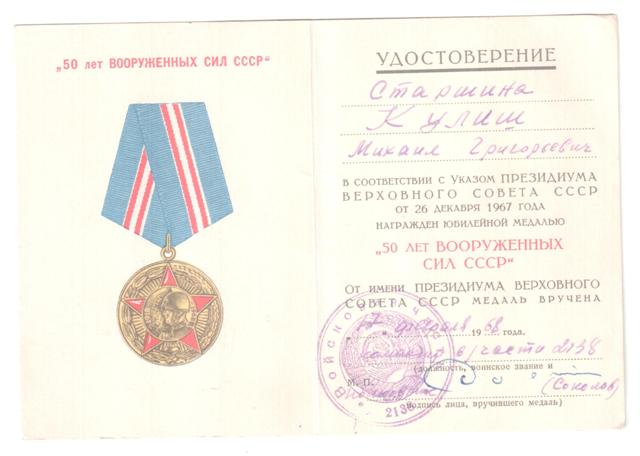 „50 лет ВООРУЖЕННЫХ СИЛ СССР“
УДОСТОВЕРЕНИЕ
Старшина
Кулиш
Михаил Григорьевич
В СООТВЕТСТВИИ С УКАЗОМ ПРЕЗИДИУМА
ВЕРХОВНОГО СОВЕТА СССР
ОТ 26 ДЕКАБРЯ 1967 ГОДА
НАГРАЖДЕН ЮБИЛЕЙНОЙ МЕДАЛЬЮ
„50 ЛЕТ ВООРУЖЕННЫХ
СИЛ СССР“
ОТ ИМЕНИ ПРЕЗИДИУМА ВЕРХОВНОГО
СОВЕТА СССР МЕДАЛЬ ВРУЧЕНА
„17“ февраля 1968 года.
командир в/части 2138
(должность, воинское звание и
М. П.
(Соколов)
подпись лица, вручившего медаль)
2138